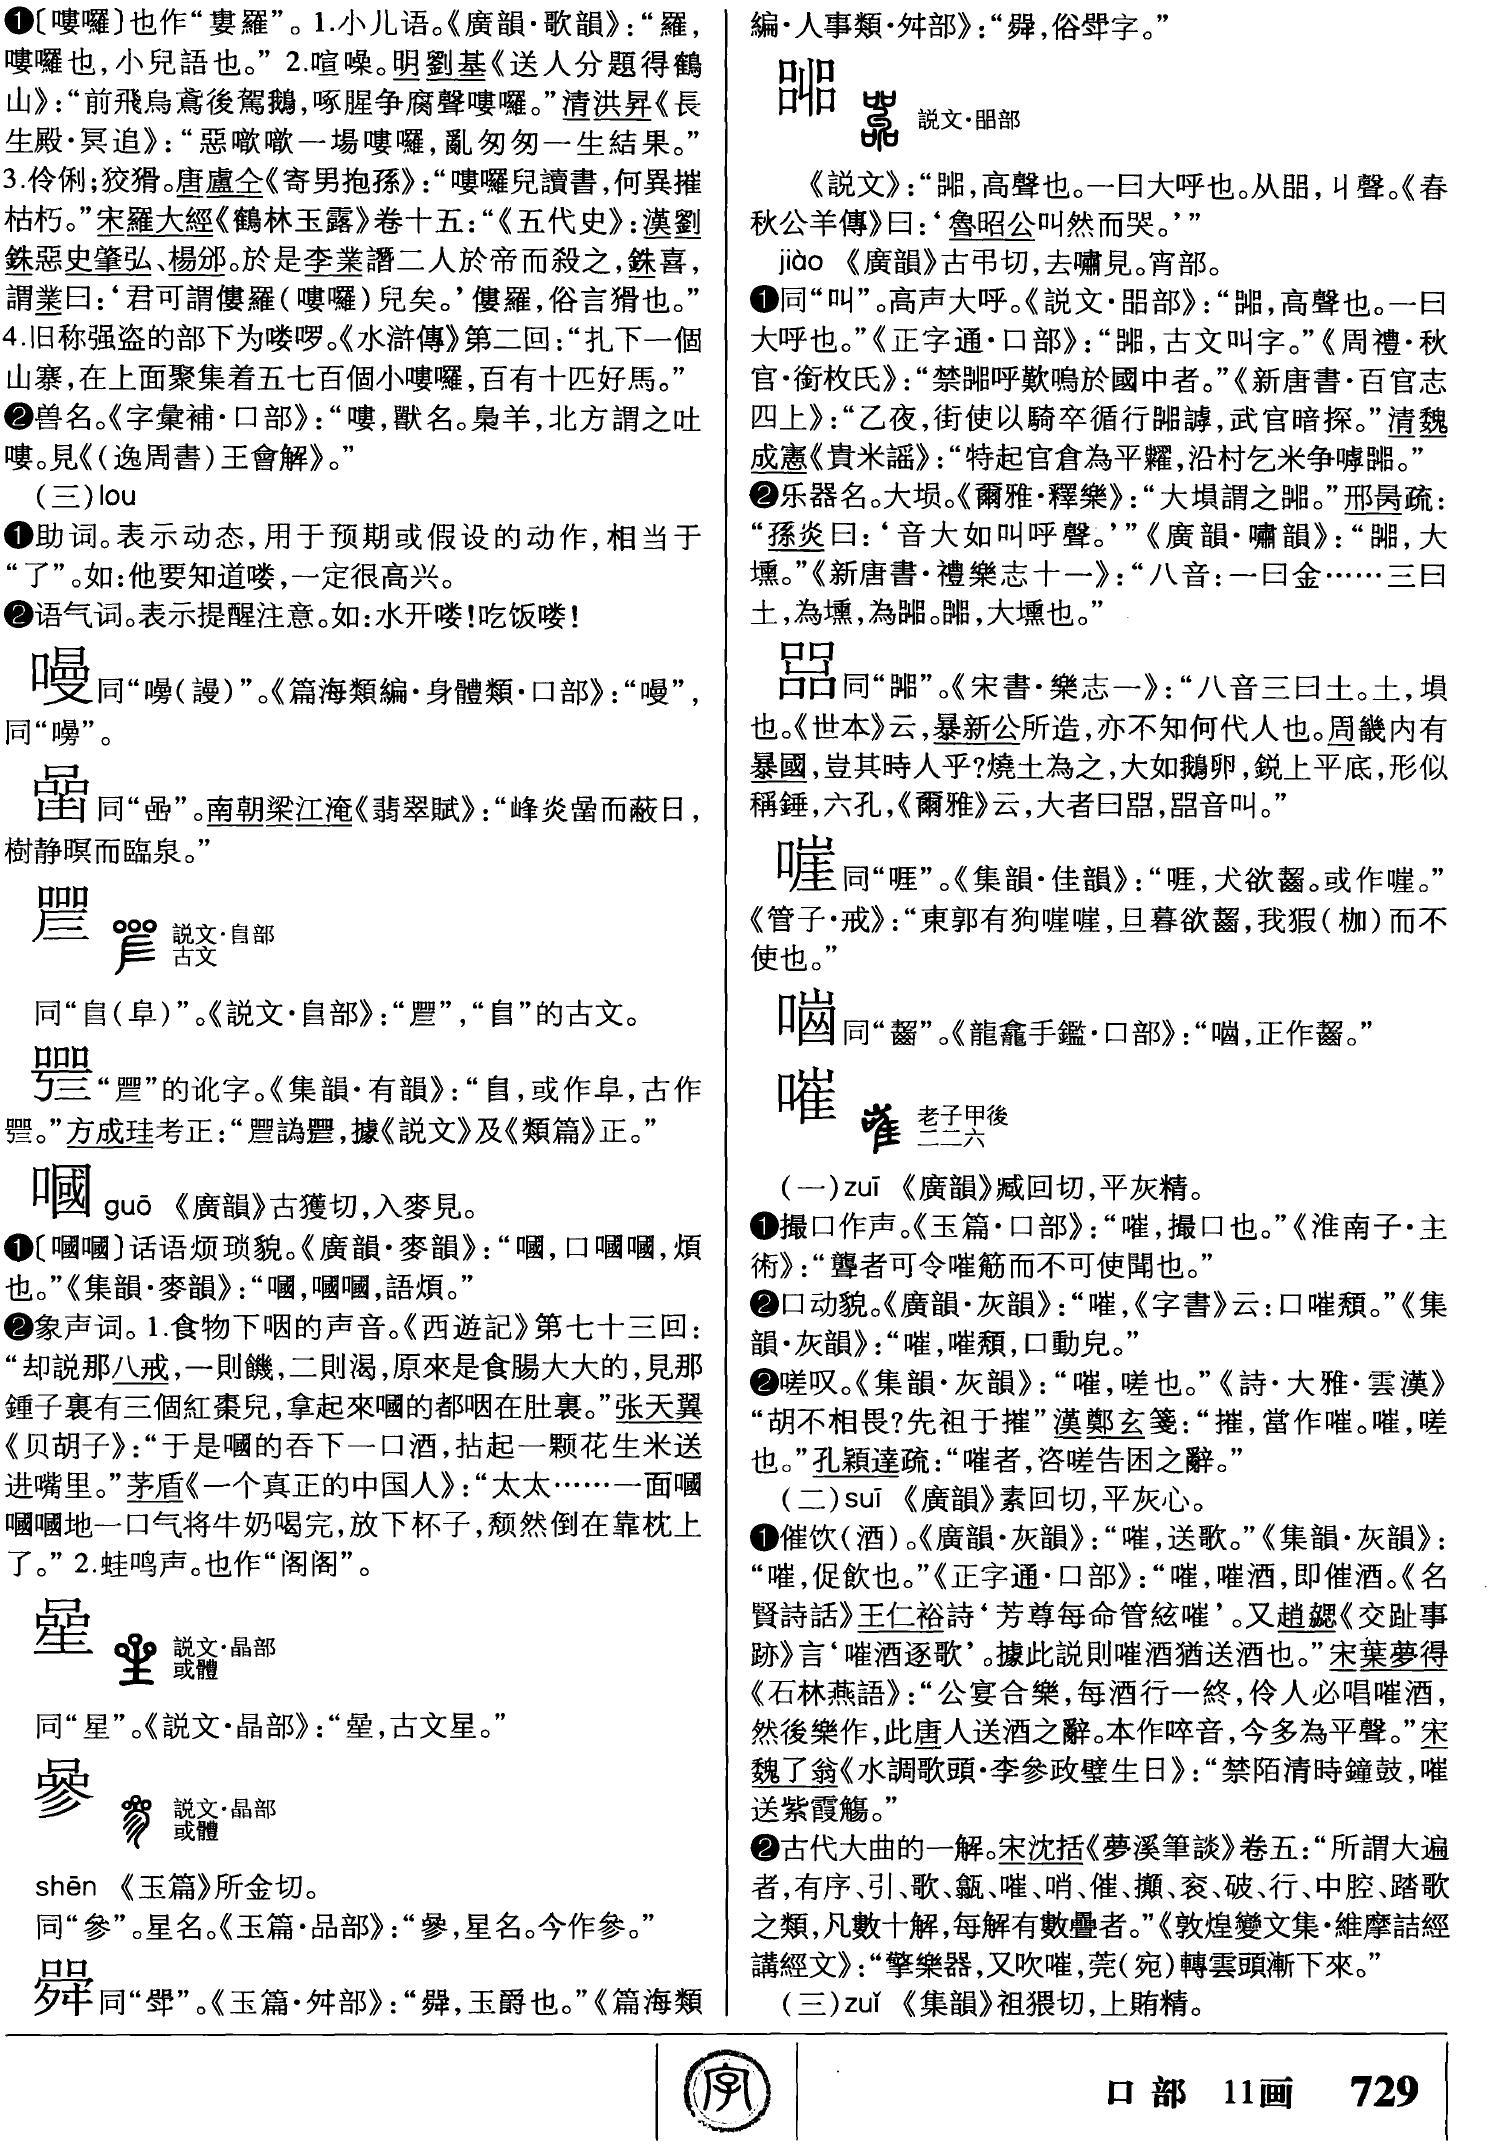 ❶〔嘍囉〕也作“婁羅”。1.小儿语。《廣韻·歌韻》：“羅，
嘍囉也，小兒語也。”2.喧噪。明劉基《送人分題得鶴
山》：“前飛烏鳶後駕鵝，啄腥争腐聲嘍囉。”清洪昇《長
生殿·冥追》：“惡噷噷一場嘍囉，亂匆匆一生結果。”
3.伶俐；狡猾。唐盧仝《寄男抱孫》：“嘍囉兒讀書，何異摧
枯朽。”宋羅大經《鶴林玉露》卷十五：“《五代史》：漢劉
銖惡史肇弘、楊邠。於是李業譖二人於帝而殺之，銖喜，
謂業曰：‘君可謂僂羅（嘍囉）兒矣。’僂羅，俗言猾也。”
4.旧称强盗的部下为喽啰。《水滸傳》第二回：“扎下一個
山寨，在上面聚集着五七百個小嘍囉，百有十匹好馬。”
❷兽名。《字彙補·口部》：“嘍，獸名。梟羊，北方謂之吐
嘍。見《（逸周書）王會解》。”
（三）lou
❶助词。表示动态，用于预期或假设的动作，相当于
“了”。如：他要知道喽，一定很高兴。
❷语气词。表示提醒注意。如：水开喽！吃饭喽！
嘠同“（謾）”。《篇海類編·身體類·口部》：“”，
同“”。
同“嵒”。南朝梁江淹《翡翠賦》：“峰炎嵒而蔽日，
樹静暝而臨泉。”
説文·𨸏部
古文
同“𨸏（阜）”。《説文·𨸏部》：“”，“𨸏”的古文。
“”的讹字。《集韻·有韻》：“𨸏，或作阜，古作
。”方成珪考正：“譌，據《説文》及《類篇》正。”
嘓 guō 《廣韻》古獲切，入麥見。
❶〔嘓嘓〕话语烦琐貌。《廣韻·麥韻》：“嘓，口嘓嘓，煩
也。”《集韻·麥韻》：“嘓，嘓嘓，語煩。”
❷象声词。1.食物下咽的声音。《西遊記》第七十三回：
“却説那八戒，一則饑，二則渴，原來是食腸大大的，見那
鍾子裏有三個紅棗兒，拿起來嘓的都咽在肚裏。”张天翼
《贝胡子》：“于是嘓的吞下一口酒，拈起一颗花生米送
进嘴里。”茅盾《一个真正的中国人》：“太太……一面嘓
嘓嘓地一口气将牛奶喝完，放下杯子，颓然倒在靠枕上
了。”2.蛙鸣声。也作“阁阁”。
説文·晶部
或體
同“星”。《説文·晶部》：“，古文星。”
説文·晶部
或體
shēn 《玉篇》所金切。
同“參”。星名。《玉篇·品部》：“，星名。今作參。”
同“斝”。《玉篇·舛部》：“，玉爵也。”《篇海類
編·人事類·舛部》：“，俗斝字。”
嘂 説文·㗊部
《説文》：“嘂，高聲也。一曰大呼也。从㗊，丩聲。《春
秋公羊傳》曰：‘魯昭公叫然而哭。’”
jiào 《廣韻》古弔切，去嘯見。宵部。
❶同“叫”。高声大呼。《説文·㗊部》：“嘂，高聲也。一曰
大呼也。”《正字通·口部》：“嘂，古文叫字。”《周禮·秋
官·銜枚氏》：“禁嘂呼歎嗚於國中者。”《新唐書·百官志
四上》：“乙夜，街使以騎卒循行嘂謼，武官暗探。”清魏
成憲《貴米謡》：“特起官倉為平糶，沿村乞米争嘑嘂。”
❷乐器名。大埙。《爾雅·釋樂》：“大塤謂之嘂。”邢昺疏：
“孫炎曰：‘音大如叫呼聲。’”《廣韻·嘯韻》：“嘂，大
壎。”《新唐書·禮樂志十一》：“八音：一曰金……三曰
土，為壎，為嘂。嘂，大壎也。”
同“嘂”。《宋書·樂志一》：“八音三曰土。土，塤
也。《世本》云，暴新公所造，亦不知何代人也。周畿内有
暴國，豈其時人乎？燒土為之，大如鵝卵，鋭上平底，形似
稱錘，六孔，《爾雅》云，大者曰，音叫。”
嘊同“啀”。《集韻·佳韻》：“啀，犬欲齧。或作嘊。”
《管子·戒》：“東郭有狗嘊嘊，旦暮欲齧，我猳（枷）而不
使也。”
同“齧”。《龍龕手鑑·口部》：“，正作齧。”
嗺 老子甲後
二二六
（一）zuī 《廣韻》臧回切，平灰精。
❶撮口作声。《玉篇·口部》：“嗺，撮口也。”《淮南子·主
術》：“聾者可令嗺筋而不可使聞也。”
❷口动貌。《廣韻·灰韻》：“嗺，《字書》云：口嗺頽。”《集
韻·灰韻》：“嗺，嗺頽，口動皃。”
❷嗟叹。《集韻·灰韻》：“嗺，嗟也。”《詩·大雅·雲漢》
“胡不相畏？先祖于摧”漢鄭玄箋：“摧，當作嗺。嗺，嗟
也。”孔穎達疏：“嗺者，咨嗟告困之辭。”
（二）suī 《廣韻》素回切，平灰心。
❶催饮（酒）。《廣韻·灰韻》：“嗺，送歌。”《集韻·灰韻》：
“嗺，促飲也。”《正字通·口部》：“嗺，嗺酒，即催酒。《名
賢詩話》王仁裕詩‘芳尊每命管絃嗺’。又趙勰《交趾事
跡》言‘嗺酒逐歌’。據此説則嗺酒猶送酒也。”宋葉夢得
《石林燕語》：“公宴合樂，每酒行一終，伶人必唱嗺酒，
然後樂作，此唐人送酒之辭。本作啐音，今多為平聲。”宋
魏了翁《水調歌頭·李參政壁生日》：“禁陌清時鐘鼓，嗺
送紫霞觴。”
❷古代大曲的一解。宋沈括《夢溪筆談》卷五：“所謂大遍
者，有序、引、歌、㽋、嗺、哨、催、攧、衮、破、行、中腔、踏歌
之類，凡數十解，每解有數疊者。”《敦煌變文集·維摩詰經
講經文》：“擎樂器，又吹嗺，莞（宛）轉雲頭漸下來。”
（三）zuǐ 《集韻》祖猥切，上賄精。
字
口部 11画 729